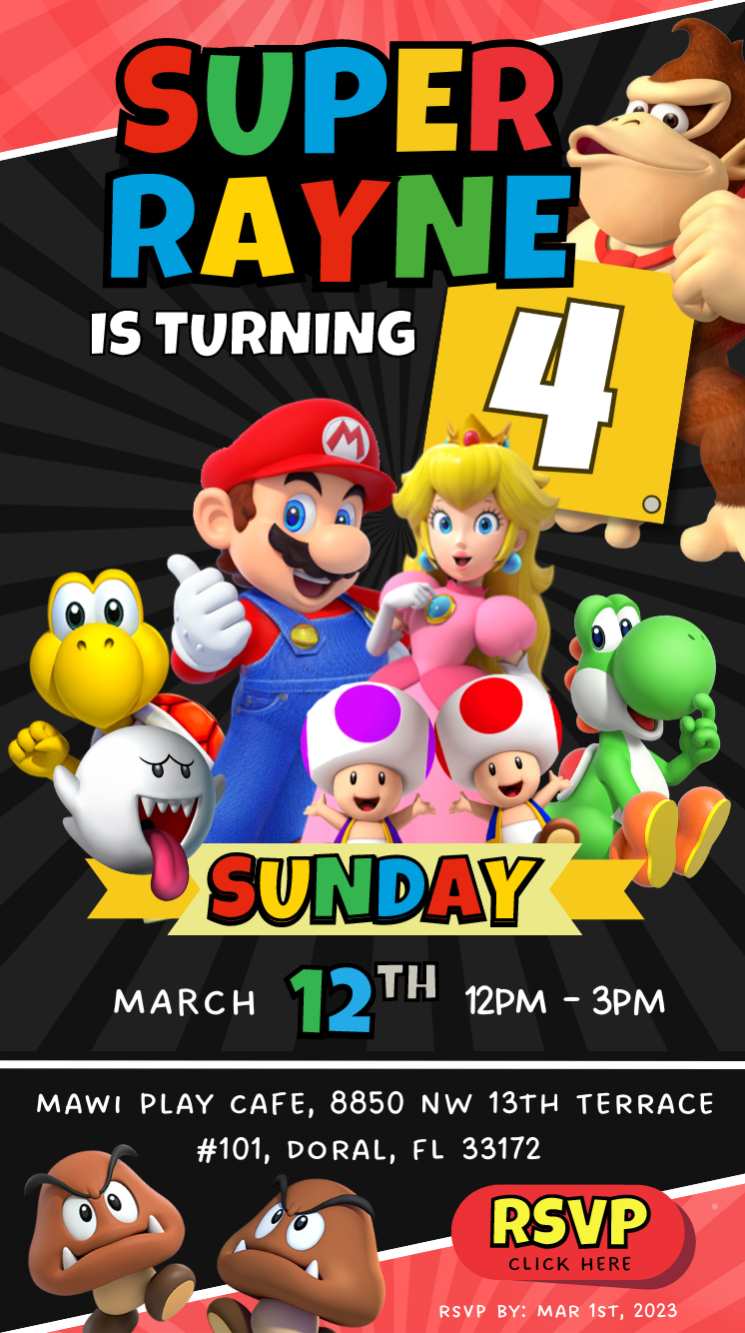 SUPER
RAYNE
IS TURNING
4
M
SUNDAY
MARCH 12TH 12PM - 3PM
MAWI PLAY CAFE, 8850 NW 13TH TERRACE
#101, DORAL, FL 33172
RSVP
CLICK HERE
RSVP BY: MAR 1ST, 2023